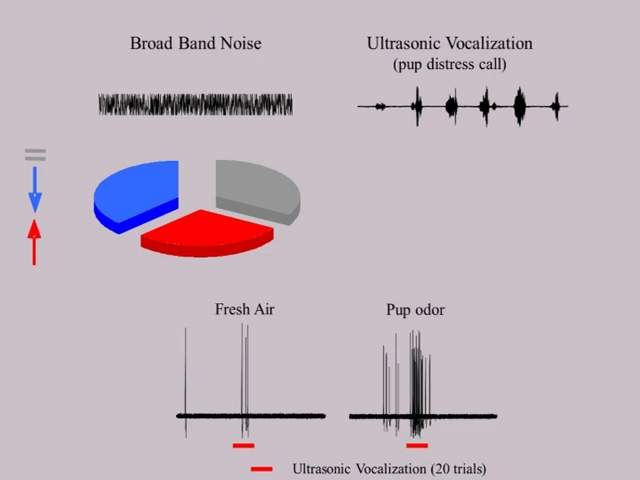 Broad Band Noise
Ultrasonic Vocalization
(pup distress call)
=
Fresh Air
Pup odor
Ultrasonic Vocalization (20 trials)